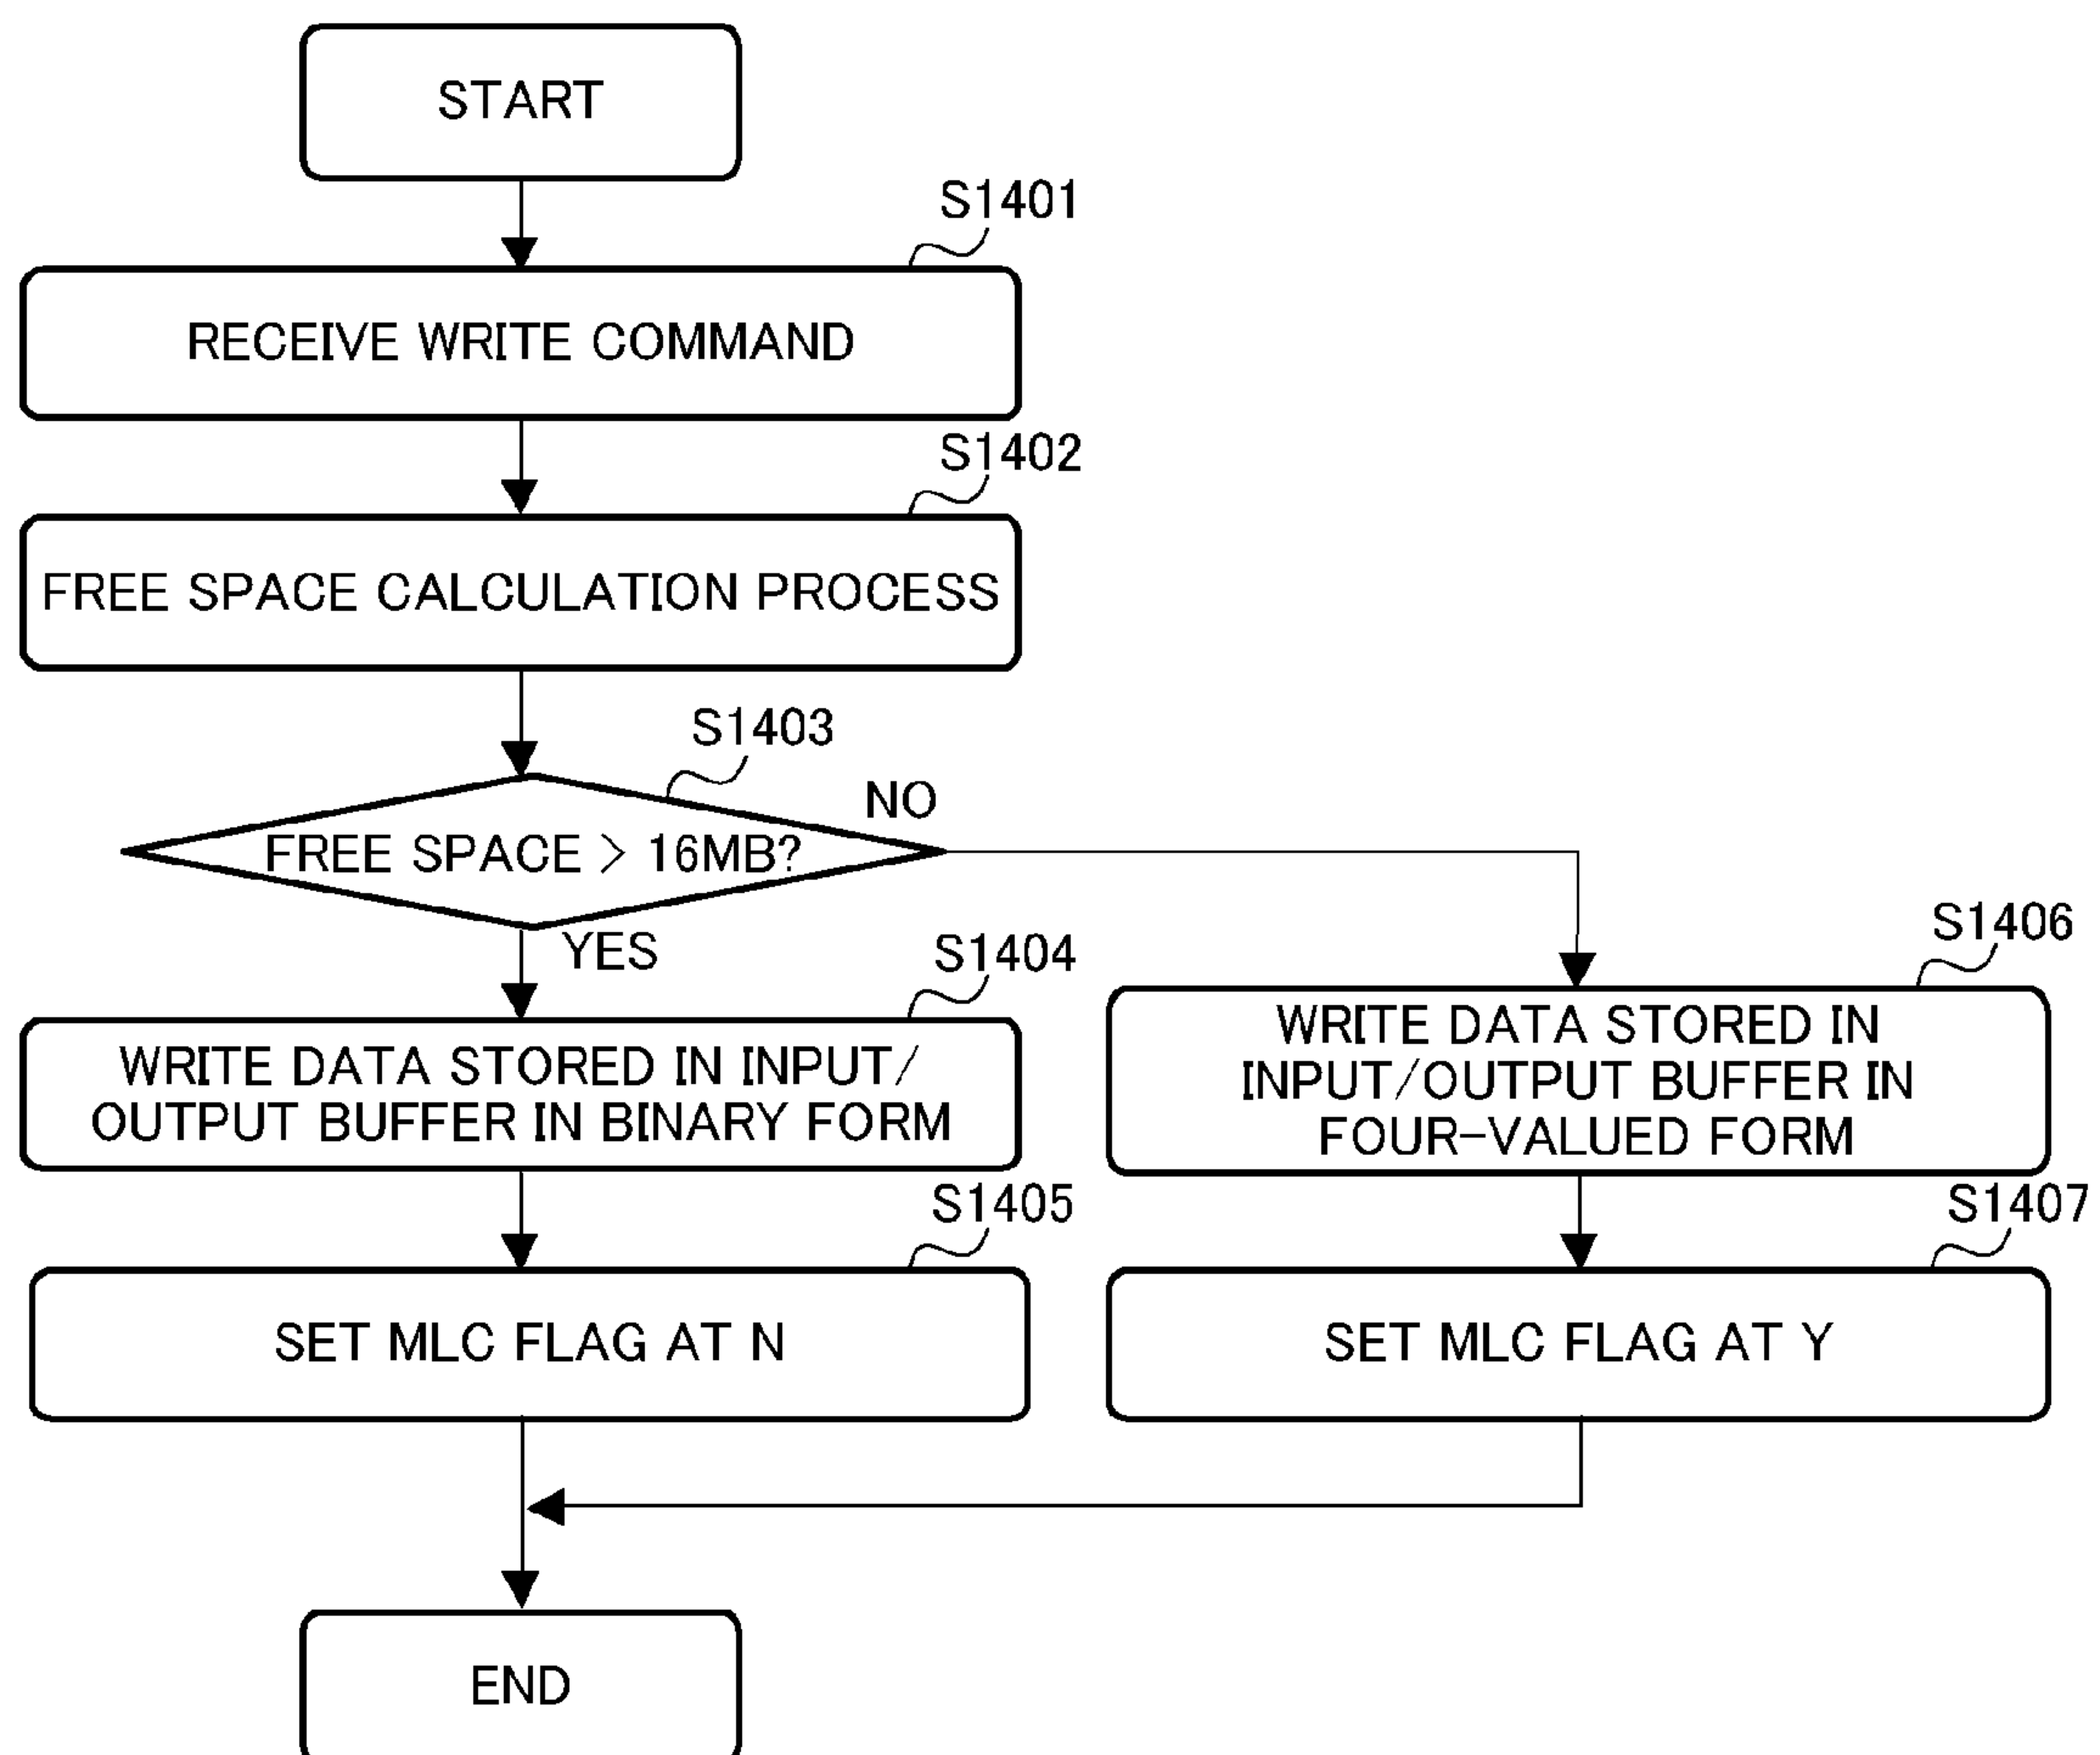 START
S1401
RECEIVE WRITE COMMAND
S1402
FREE SPACE CALCULATION PROCESS
S1403
NO
FREE SPACE > 16MB?
YES
S1404
WRITE DATA STORED IN INPUT/
OUTPUT BUFFER IN BINARY FORM
S1405
SET MLC FLAG AT N
S1406
WRITE DATA STORED IN
INPUT/OUTPUT BUFFER IN
FOUR-VALUED FORM
S1407
SET MLC FLAG AT Y
END